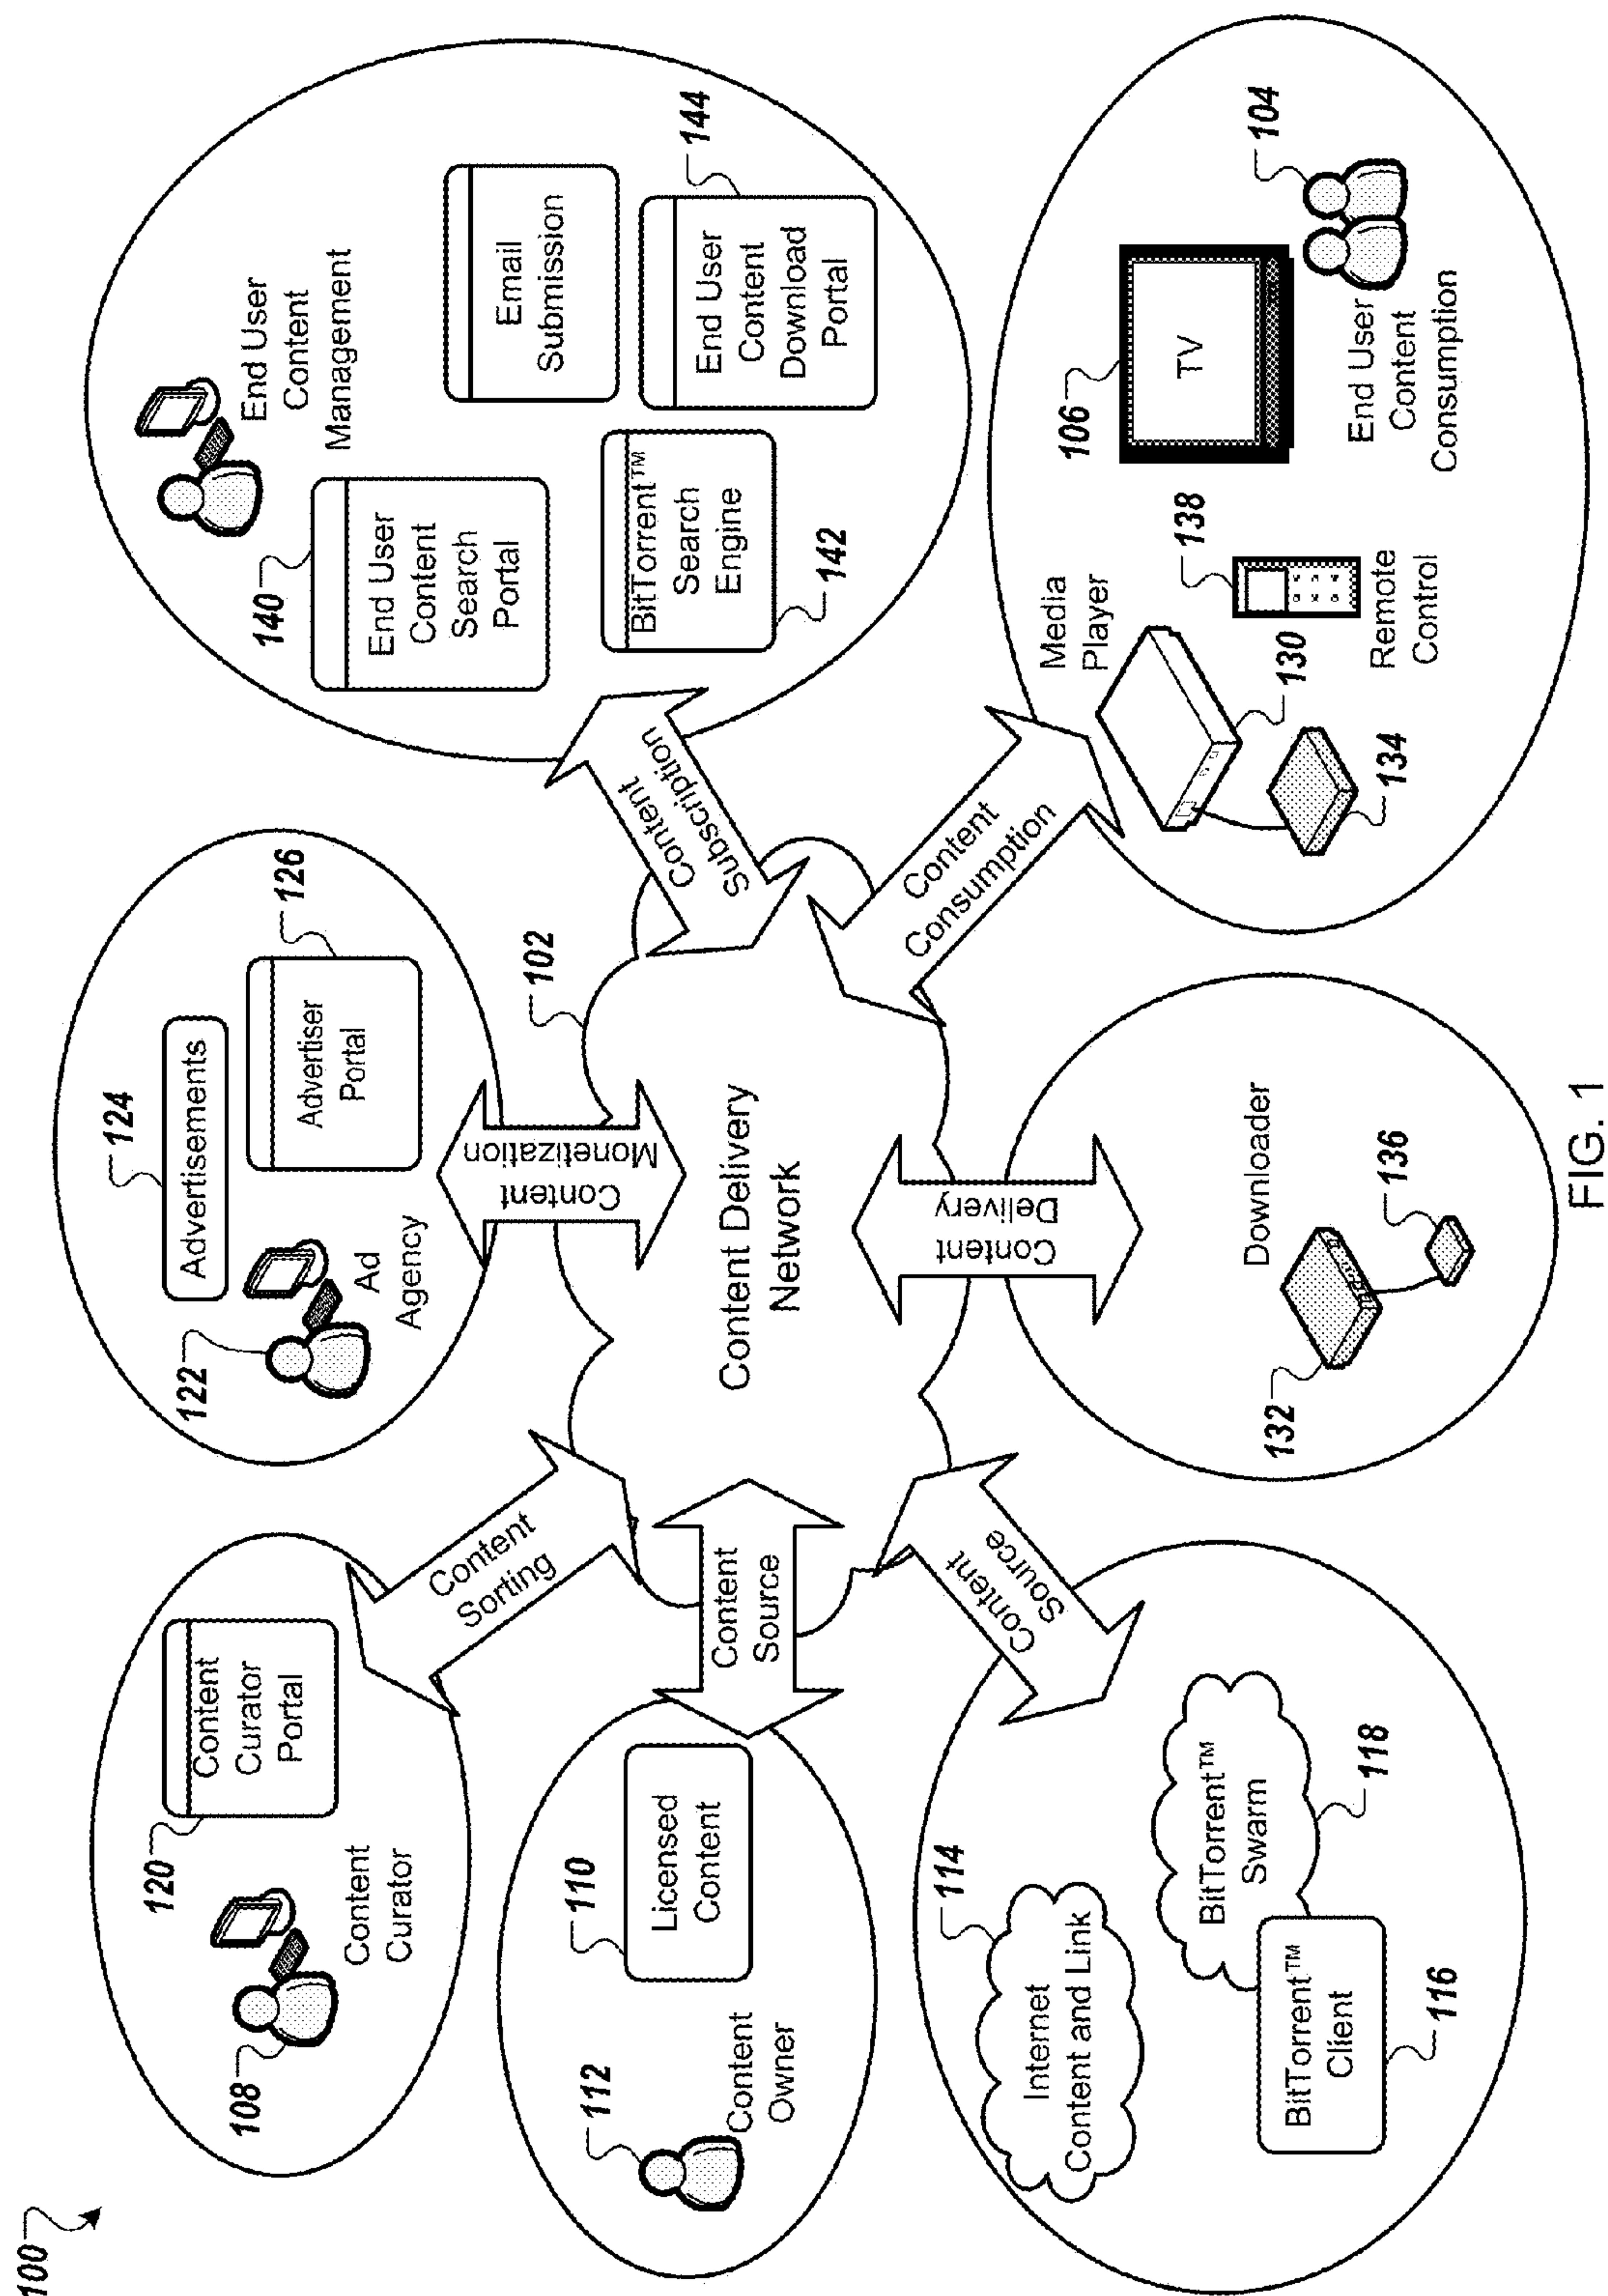 100
108
120
Content
Curator
Portal
Content
Curator
Content
Sorting
122
124
Advertisements
126
Advertiser
Portal
Ad
Agency
Content
Monetization
102
Content Delivery
Network
140
End User
Content
Search
Portal
End User
Content
Management
Email
Submission
BitTorrent™
Search
Engine
142
144
End User
Content
Download
Portal
Content
Subscription
112
Content
Owner
110
Licensed
Content
Content
Source
Content
Source
114
Internet
Content and Link
BitTorrent™
Swarm
118
BitTorrent™
Client
116
Content
Delivery
Downloader
132
136
Content
Consumption
Media
Player
130
134
138
Remote
Control
106
TV
104
End User
Content
Consumption
FIG. 1